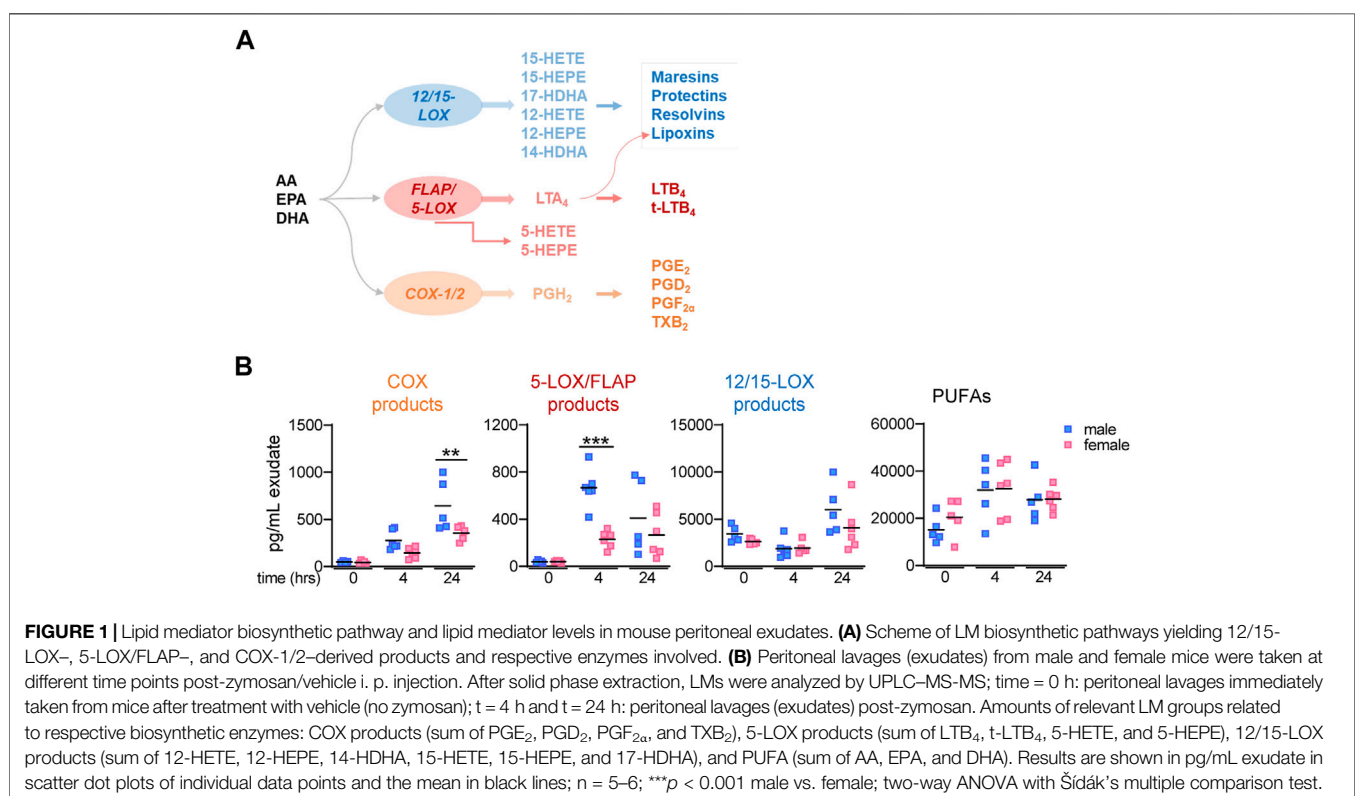 A
12/15-
LOX
15-HETE
15-HEPE
17-HDHA
12-HETE
12-HEPE
14-HDHA
Maresins
Protectins
Resolvins
Lipoxins
AA
EPA
DHA
FLAP/
5-LOX
LTA₄
LTB₄
t-LTB₄
5-HETE
5-HEPE
COX-1/2
PGH₂
PGE₂
PGD₂
PGF₂α
TXB₂
B
COX
products
5-LOX/FLAP
products
12/15-LOX
products
PUFAs
pg/mL exudate
1500
1000
500
0
**
1200
800
400
0
***
15000
10000
5000
0
60000
40000
20000
0
male
female
time (hrs)
0 4 24
0 4 24
0 4 24
0 4 24
FIGURE 1 | Lipid mediator biosynthetic pathway and lipid mediator levels in mouse peritoneal exudates. (A) Scheme of LM biosynthetic pathways yielding 12/15-
LOX–, 5-LOX/FLAP–, and COX-1/2–derived products and respective enzymes involved. (B) Peritoneal lavages (exudates) from male and female mice were taken at
different time points post-zymosan/vehicle i. p. injection. After solid phase extraction, LMs were analyzed by UPLC–MS-MS; time = 0 h: peritoneal lavages immediately
taken from mice after treatment with vehicle (no zymosan); t = 4 h and t = 24 h: peritoneal lavages (exudates) post-zymosan. Amounts of relevant LM groups related
to respective biosynthetic enzymes: COX products (sum of PGE₂, PGD₂, PGF₂α, and TXB₂), 5-LOX products (sum of LTB₄, t-LTB₄, 5-HETE, and 5-HEPE), 12/15-LOX
products (sum of 12-HETE, 12-HEPE, 14-HDHA, 15-HETE, 15-HEPE, and 17-HDHA), and PUFA (sum of AA, EPA, and DHA). Results are shown in pg/mL exudate in
scatter dot plots of individual data points and the mean in black lines; n = 5–6; ***p < 0.001 male vs. female; two-way ANOVA with Šídák's multiple comparison test.